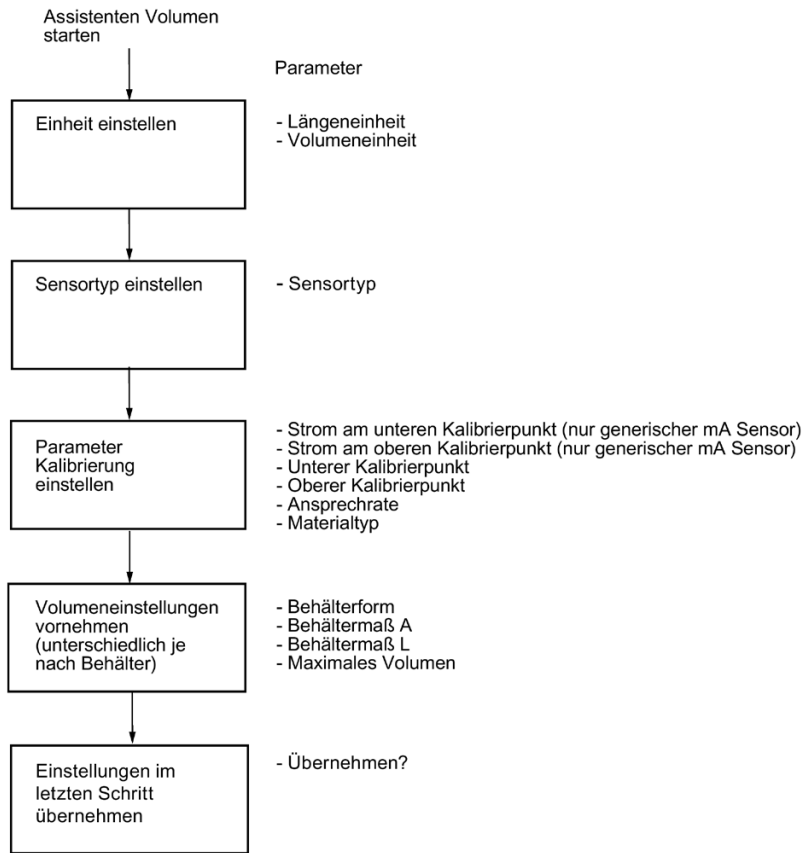 Assistenten Volumen
starten
Parameter
Einheit einstellen
- Längeneinheit
- Volumeneinheit
Sensortyp einstellen
- Sensortyp
Parameter
Kalibrierung
einstellen
- Strom am unteren Kalibrierpunkt (nur generischer mA Sensor)
- Strom am oberen Kalibrierpunkt (nur generischer mA Sensor)
- Unterer Kalibrierpunkt
- Oberer Kalibrierpunkt
- Ansprechrate
- Materialtyp
Volumeneinstellungen
vornehmen
(unterschiedlich je
nach Behälter)
- Behälterform
- Behältermaß A
- Behältermaß L
- Maximales Volumen
Einstellungen im
letzten Schritt
übernehmen
- Übernehmen?